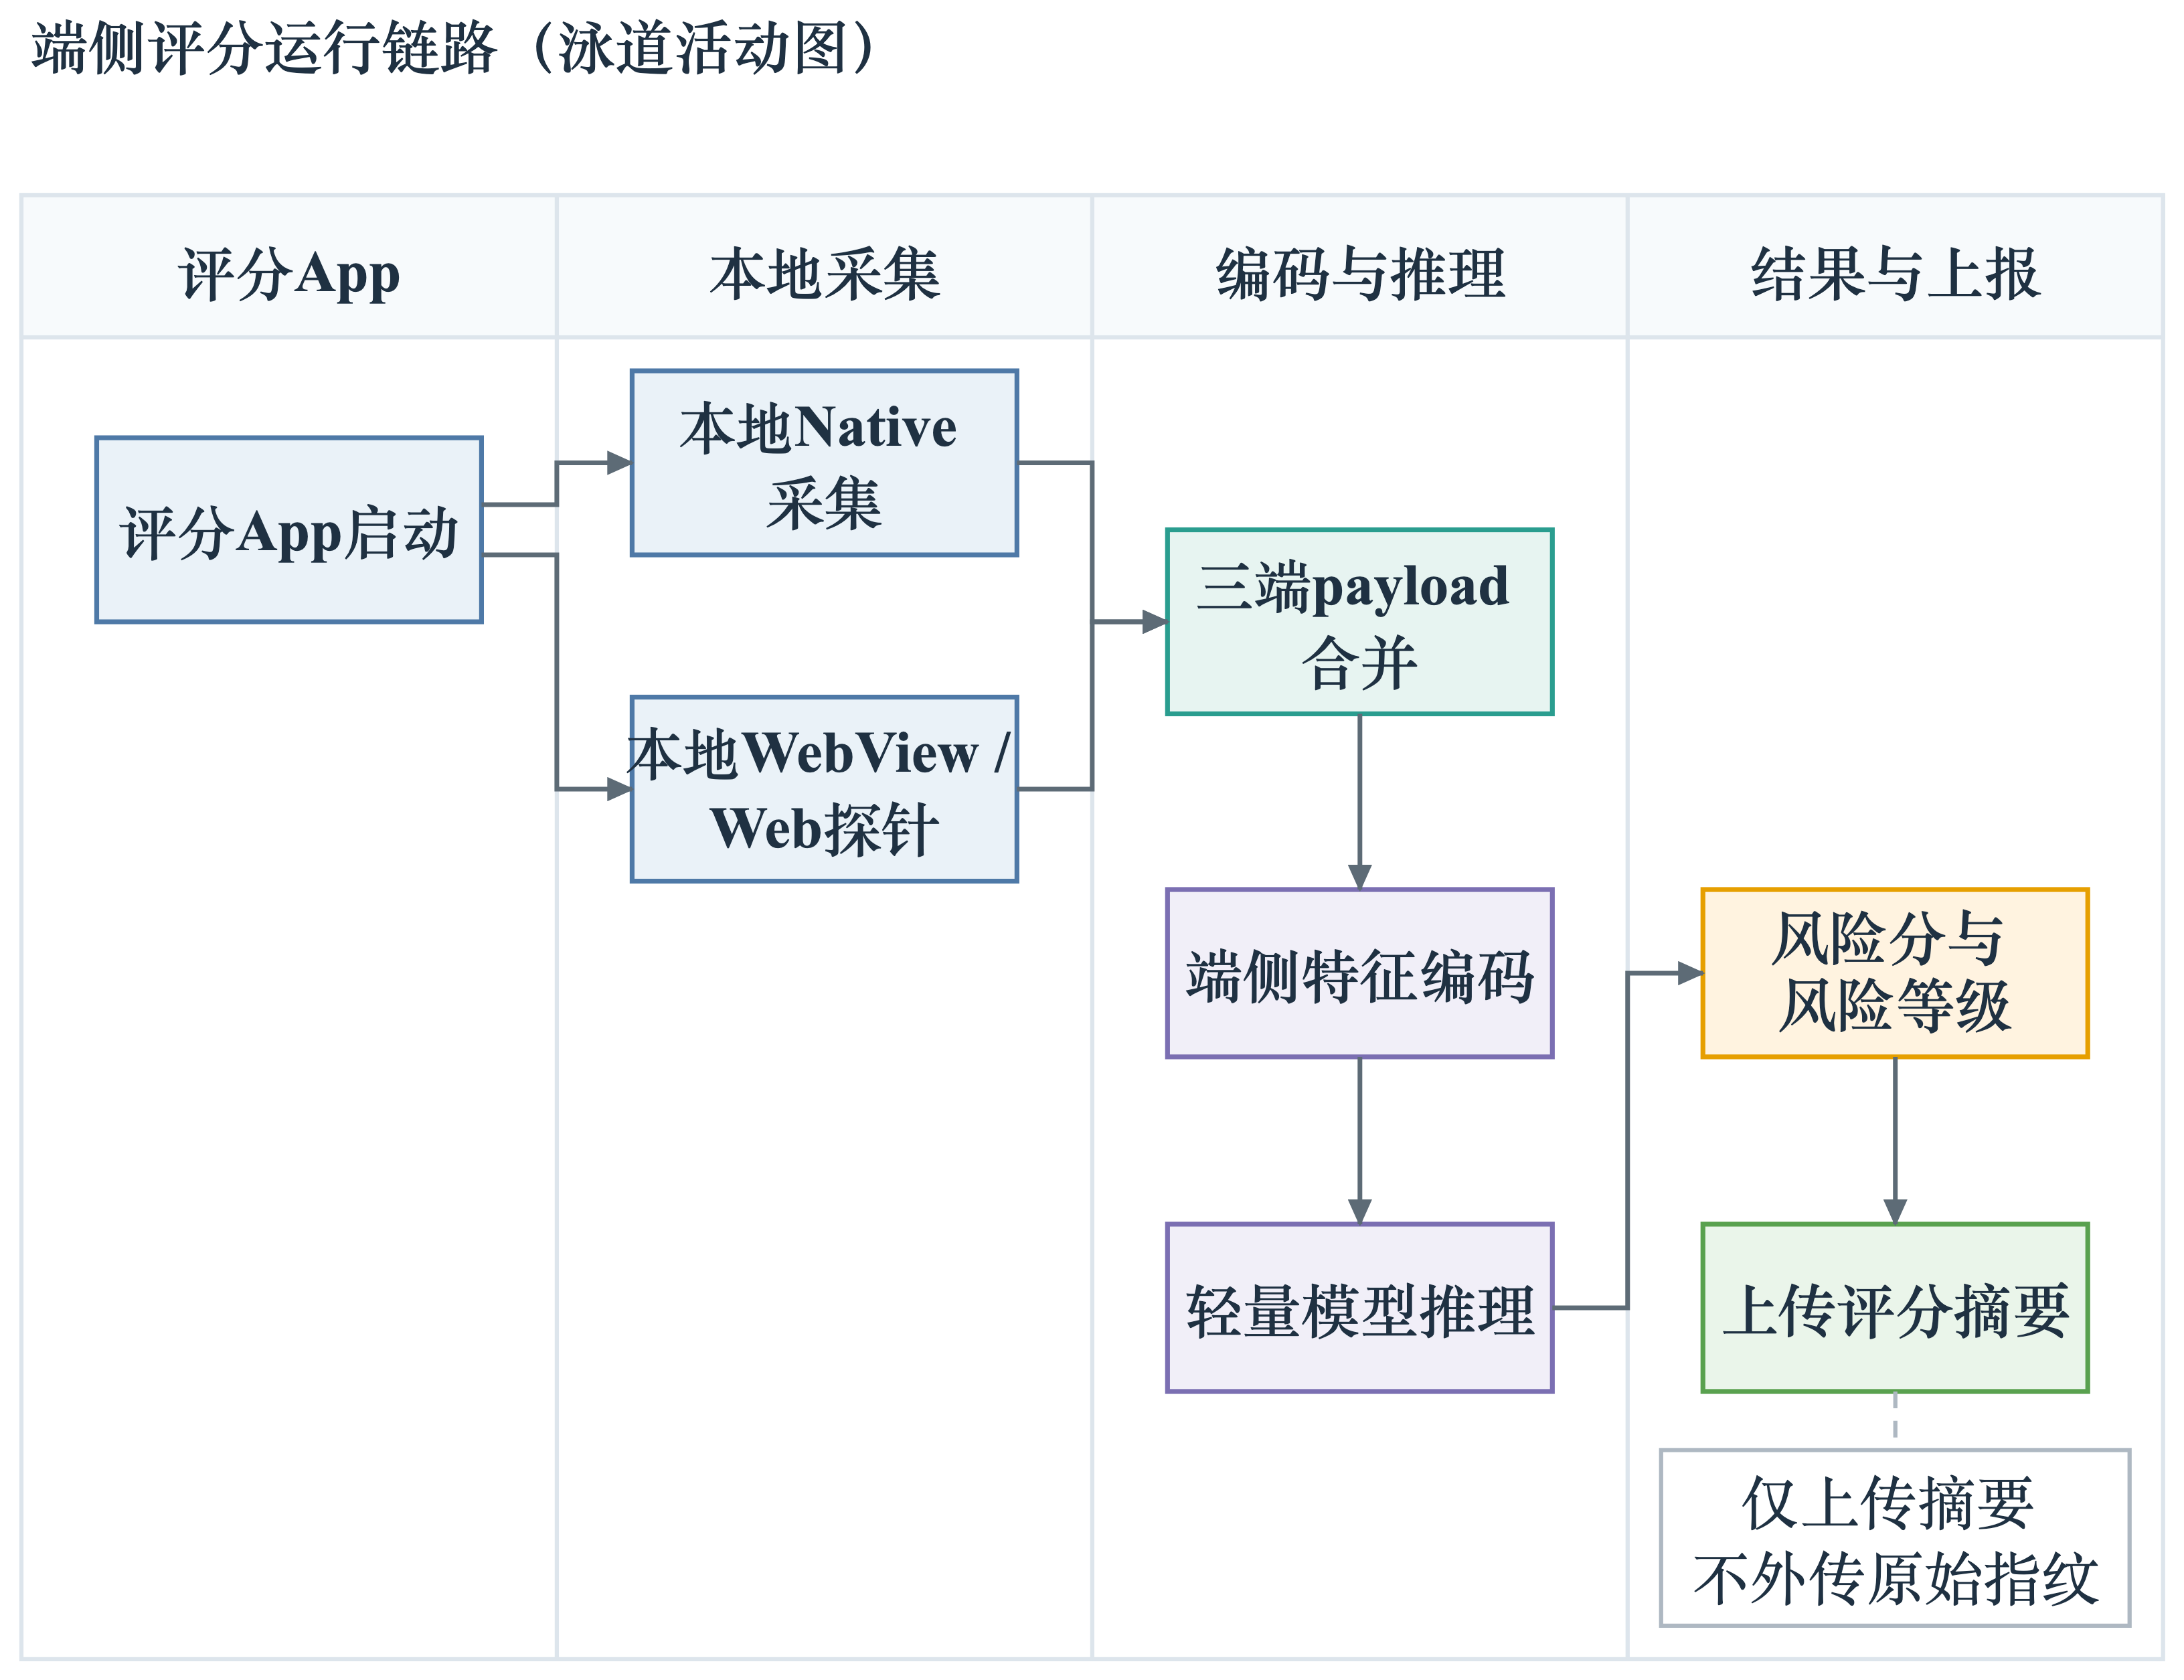 端侧评分运行链路（泳道活动图）
评分App
本地采集
编码与推理
结果与上报
评分App启动
本地Native
采集
本地WebView /
Web探针
三端payload
合并
端侧特征编码
轻量模型推理
风险分与
风险等级
上传评分摘要
仅上传摘要
不外传原始指纹